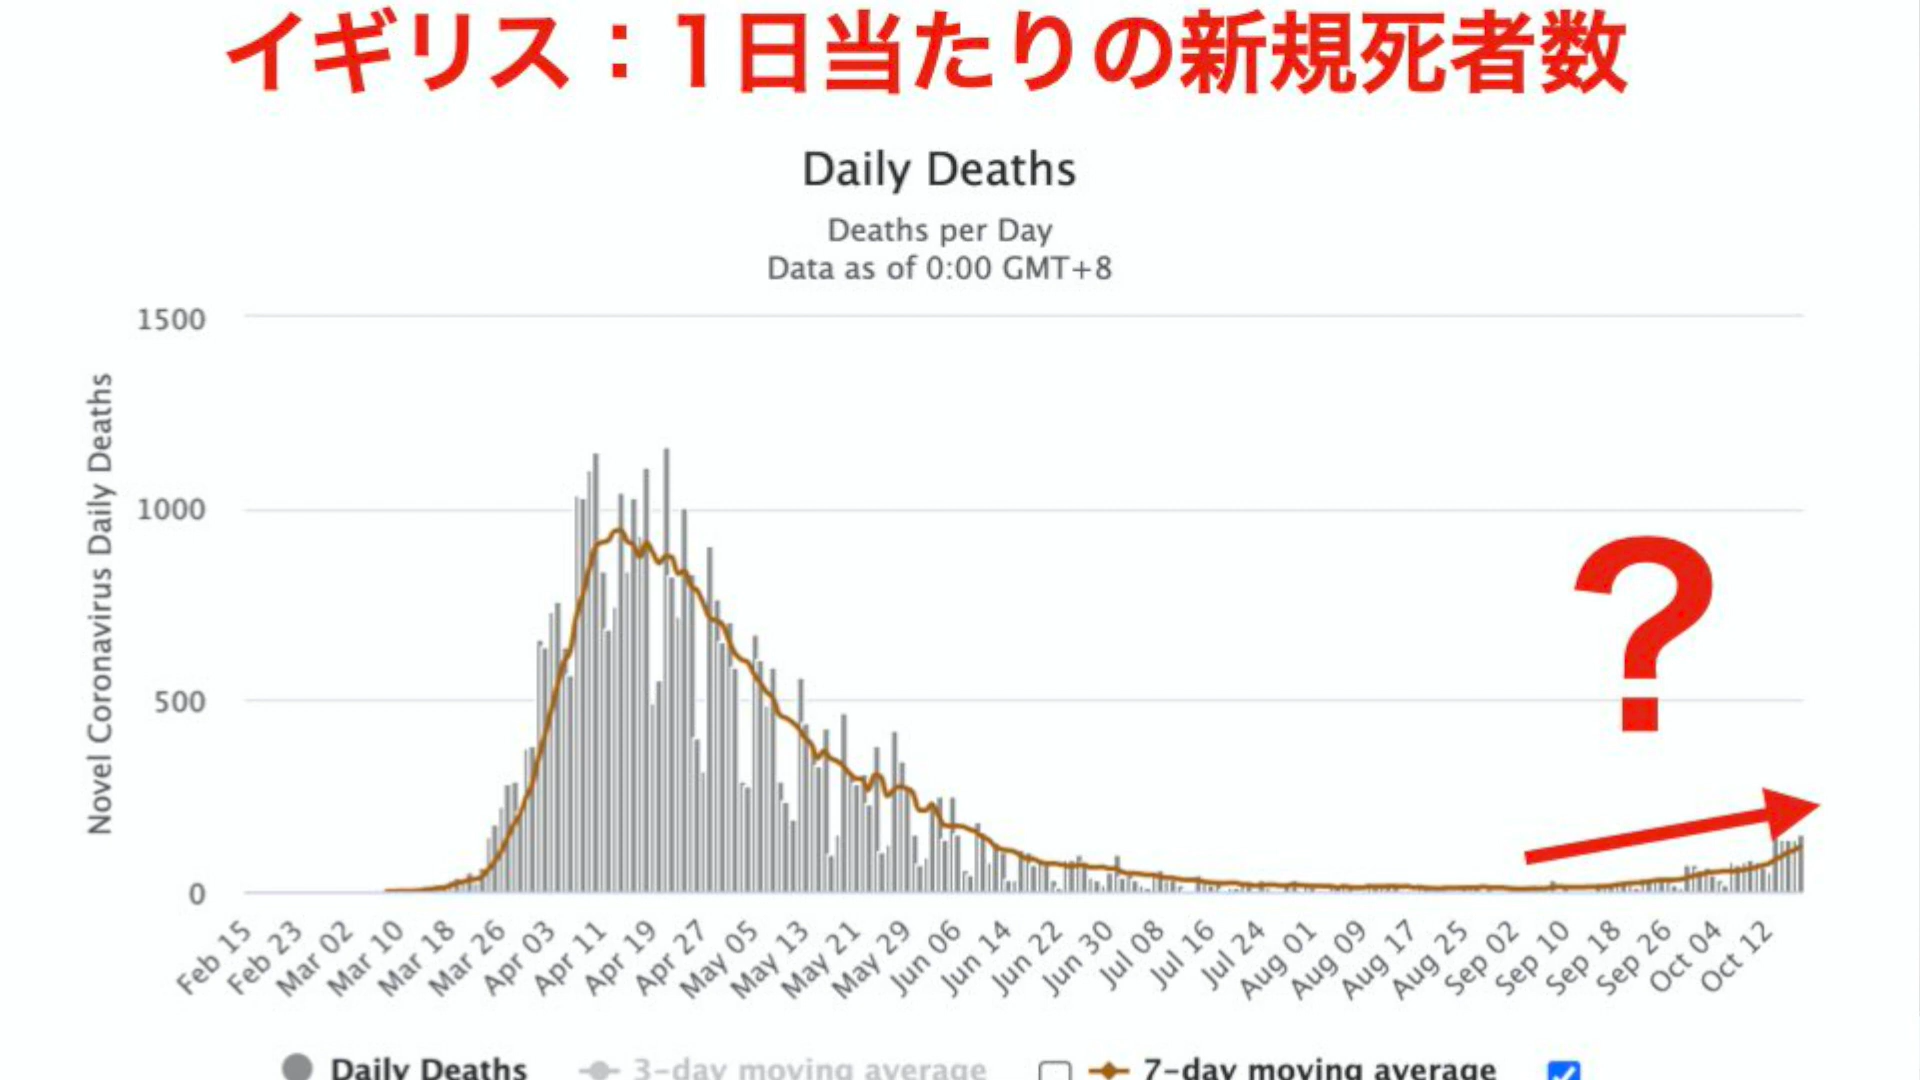 イギリス：1日当たりの新規死者数
Daily Deaths
Deaths per Day
Data as of 0:00 GMT+8
Novel Coronavirus Daily Deaths
1500
1000
500
0
?
Feb 15
Feb 23
Mar 02
Mar 10
Mar 18
Mar 26
Apr 03
Apr 11
Apr 19
Apr 27
May 05
May 13
May 21
May 29
Jun 06
Jun 14
Jun 22
Jun 30
Jul 08
Jul 16
Jul 24
Aug 01
Aug 09
Aug 17
Aug 25
Sep 02
Sep 10
Sep 18
Sep 26
Oct 04
Oct 12
Daily Deaths 3-day moving average 7-day moving average